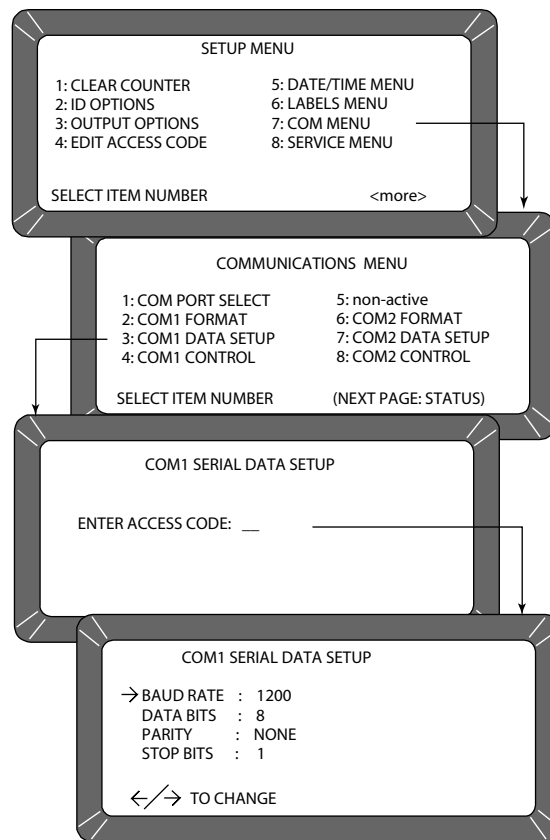 SETUP MENU
1: CLEAR COUNTER 5: DATE/TIME MENU
2: ID OPTIONS 6: LABELS MENU
3: OUTPUT OPTIONS 7: COM MENU
4: EDIT ACCESS CODE 8: SERVICE MENU
SELECT ITEM NUMBER <more>
COMMUNICATIONS MENU
1: COM PORT SELECT 5: non-active
2: COM1 FORMAT 6: COM2 FORMAT
3: COM1 DATA SETUP 7: COM2 DATA SETUP
4: COM1 CONTROL 8: COM2 CONTROL
SELECT ITEM NUMBER (NEXT PAGE: STATUS)
COM1 SERIAL DATA SETUP
ENTER ACCESS CODE: __
COM1 SERIAL DATA SETUP
→ BAUD RATE : 1200
DATA BITS : 8
PARITY : NONE
STOP BITS : 1
←/→ TO CHANGE